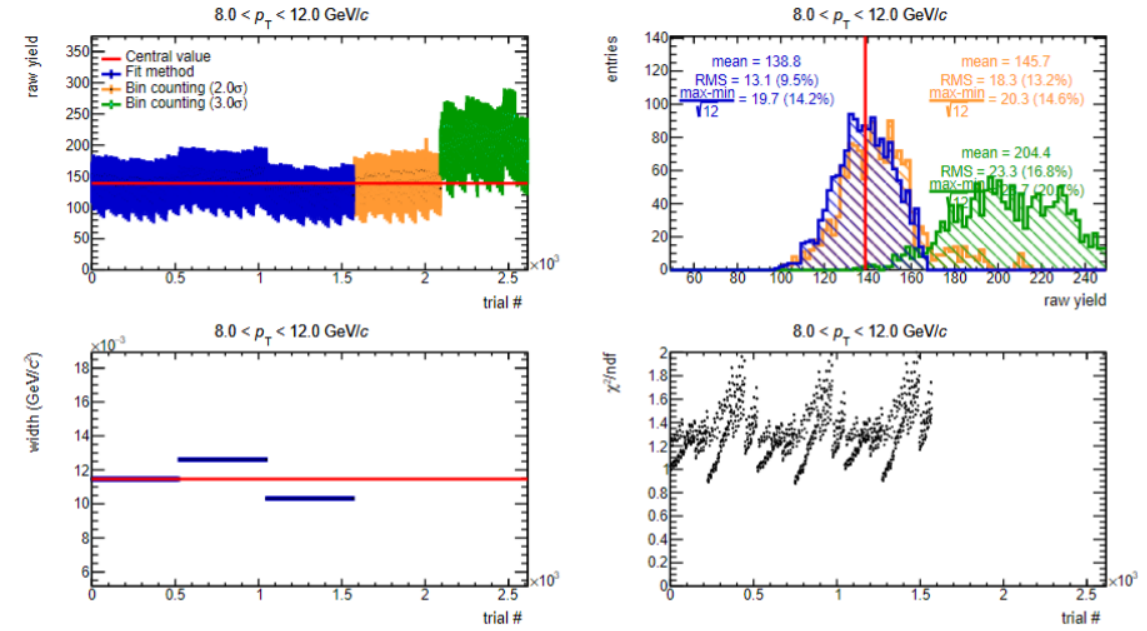 8.0 < pT < 12.0 GeV/c
raw yield
350
300
250
200
150
100
50
0
Central value
Fit method
Bin counting (2.0σ)
Bin counting (3.0σ)
0 0.5 1 1.5 2 2.5 ×10³
trial #
8.0 < pT < 12.0 GeV/c
entries
140
120
100
80
60
40
20
0
mean = 138.8
RMS = 13.1 (9.5%)
max-min/√12 = 19.7 (14.2%)
mean = 145.7
RMS = 18.3 (13.2%)
max-min/√12 = 20.3 (14.6%)
mean = 204.4
RMS = 23.3 (16.8%)
max-min/√12
60 80 100 120 140 160 180 200 220 240
raw yield
8.0 < pT < 12.0 GeV/c
×10⁻³
width (GeV/c²)
18
16
14
12
10
8
6
0 0.5 1 1.5 2 2.5 ×10³
trial #
8.0 < pT < 12.0 GeV/c
χ²/ndf
2
1.8
1.6
1.4
1.2
1
0.8
0.6
0.4
0.2
0
0 0.5 1 1.5 2 2.5 ×10³
trial #